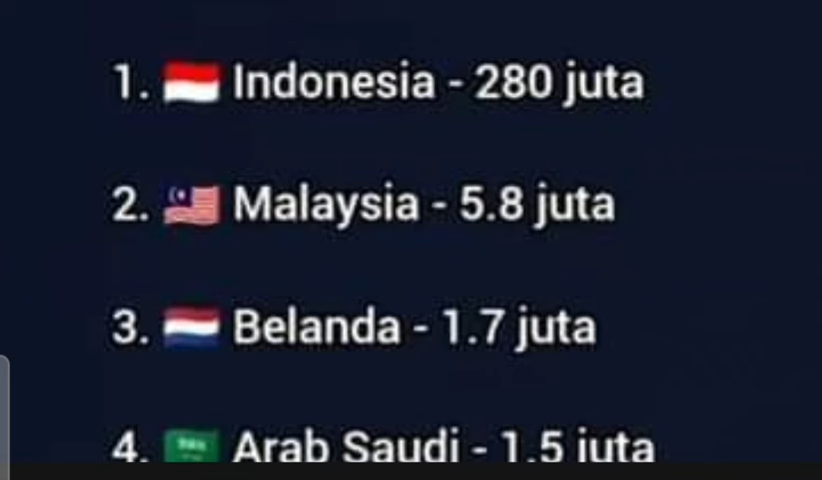 1. 🇮🇩 Indonesia - 280 juta
2. 🇲🇾 Malaysia - 5.8 juta
3. 🇳🇱 Belanda - 1.7 juta
4. 🇸🇦 Arab Saudi - 1.5 juta